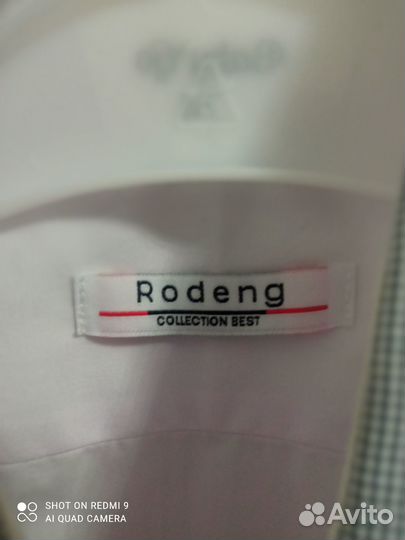 Rodeng
COLLECTION BEST
SHOT ON REDMI 9
AI QUAD CAMERA
Avito